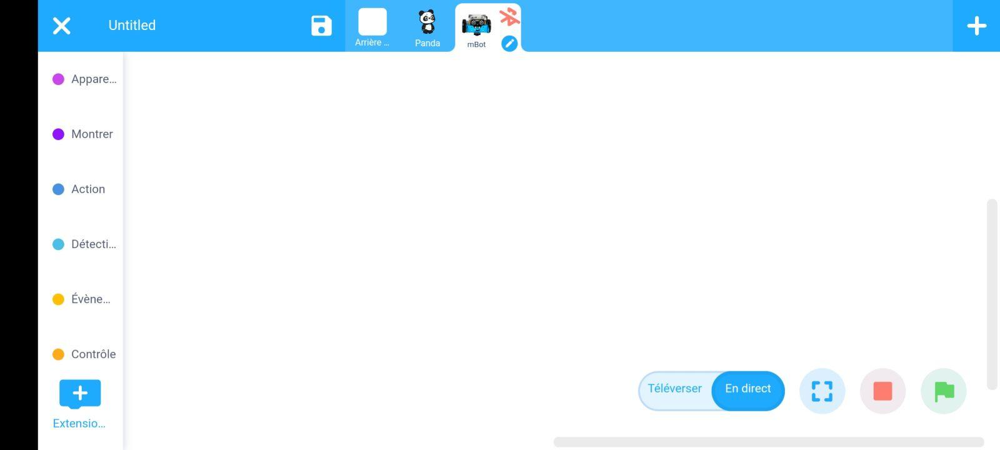 Untitled
Arrière ...
Panda
mBot
Appare...
Montrer
Action
Détecti...
Évène...
Contrôle
Extensio...
Téléverser
En direct